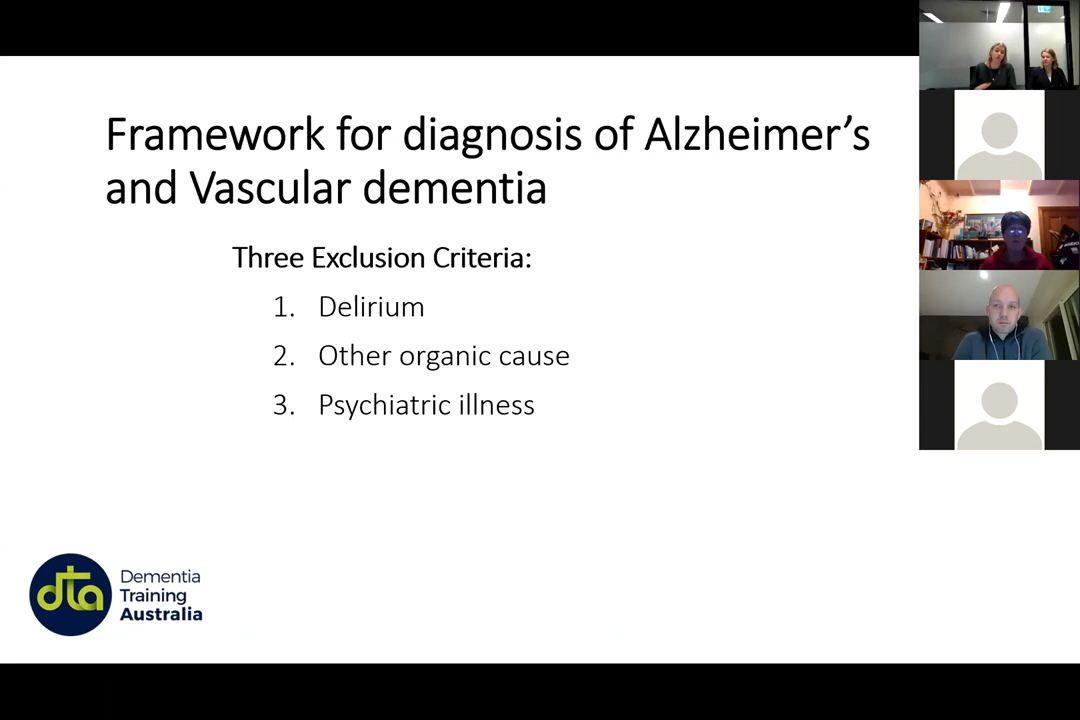 Framework for diagnosis of Alzheimer’s
and Vascular dementia
Three Exclusion Criteria:
1. Delirium
2. Other organic cause
3. Psychiatric illness
dta
Dementia
Training
Australia